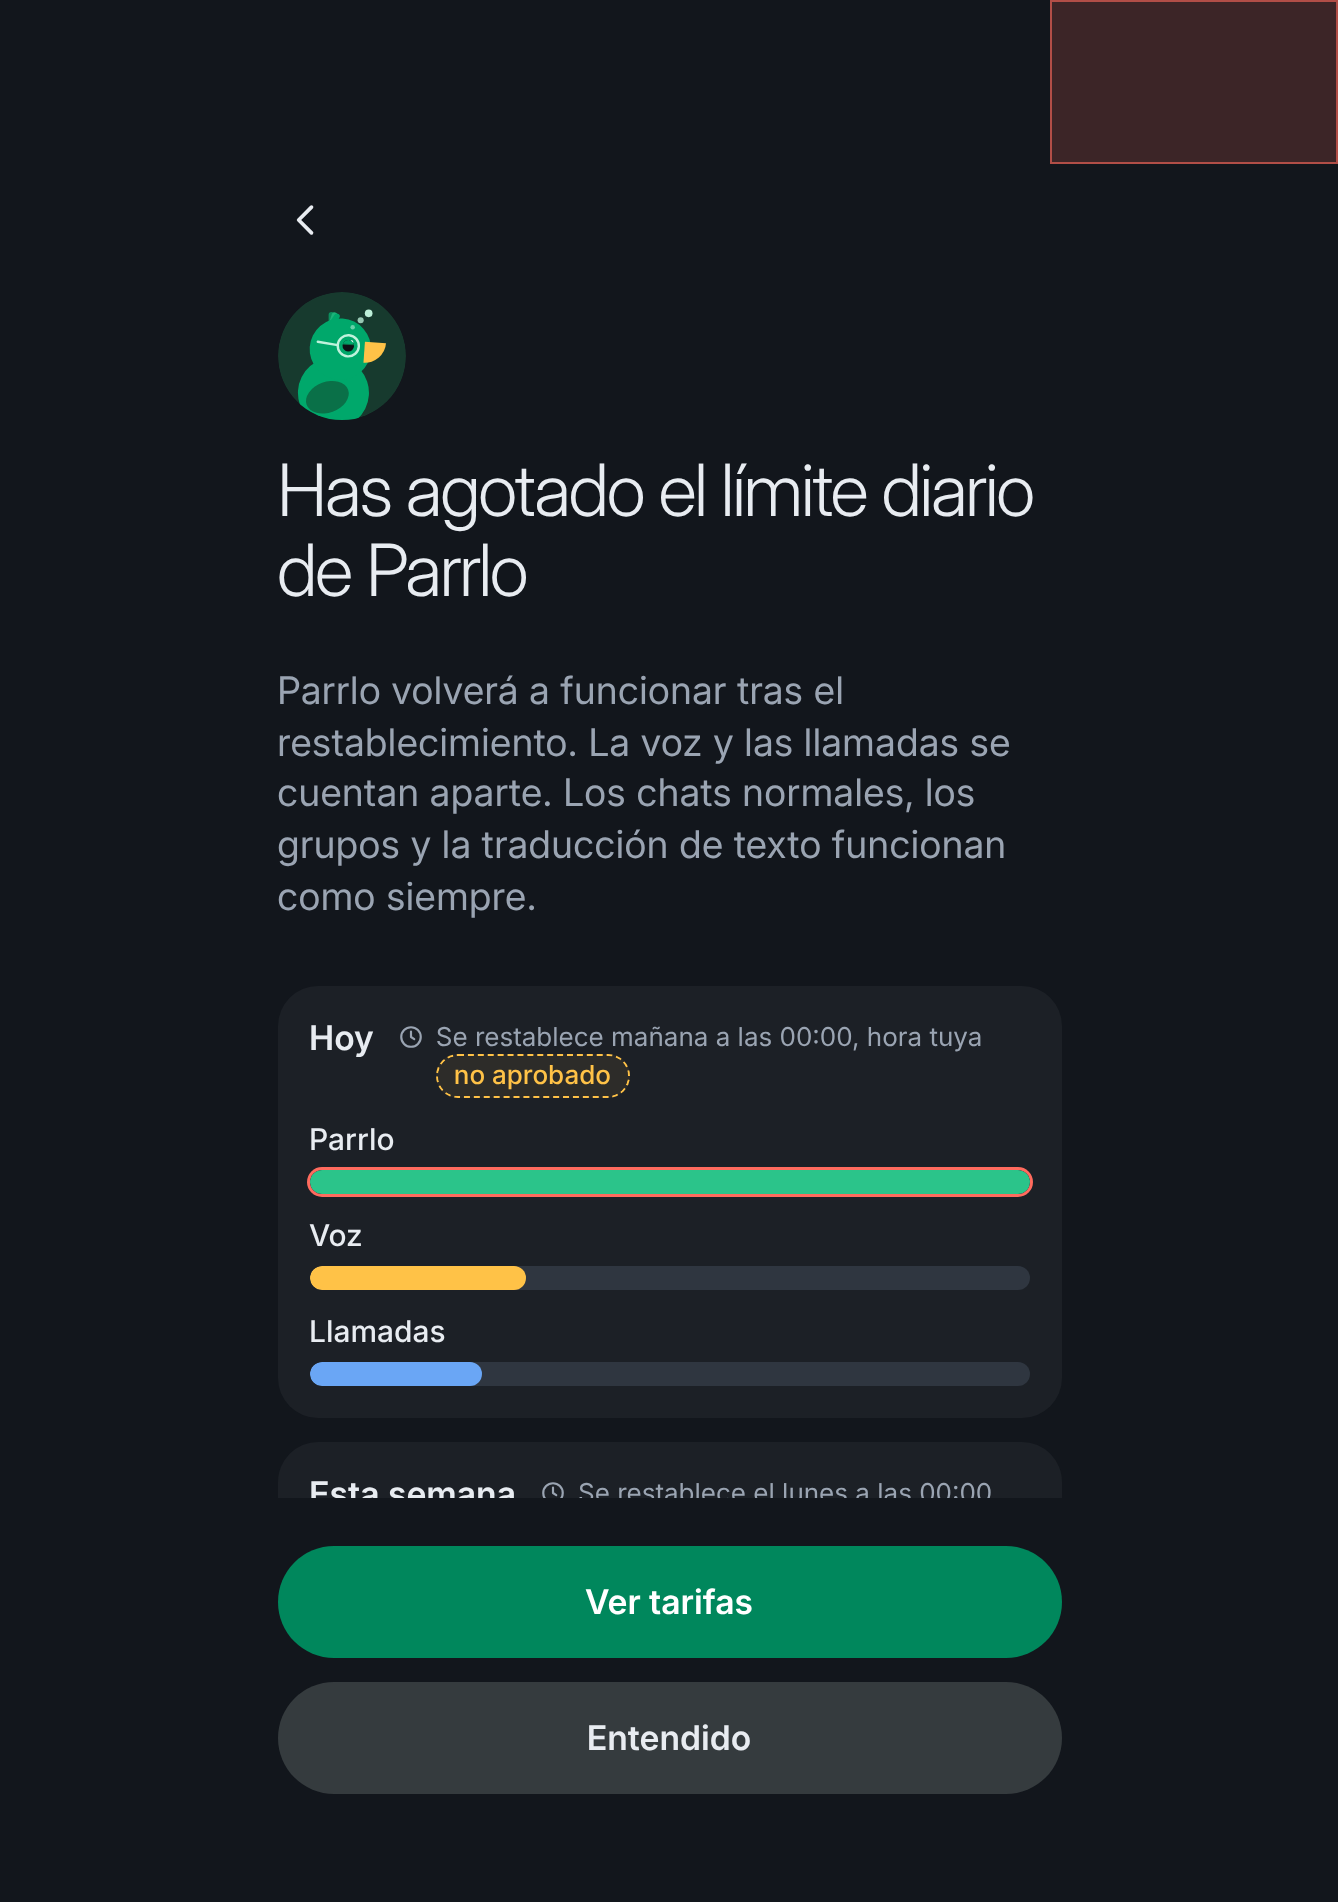 Has agotado el límite diario
de Parrlo
Parrlo volverá a funcionar tras el
restablecimiento. La voz y las llamadas se
cuentan aparte. Los chats normales, los
grupos y la traducción de texto funcionan
como siempre.
Hoy Se restablece mañana a las 00:00, hora tuya
no aprobado
Parrlo
Voz
Llamadas
Esta semana Se restablece el lunes a las 00:00
Ver tarifas
Entendido